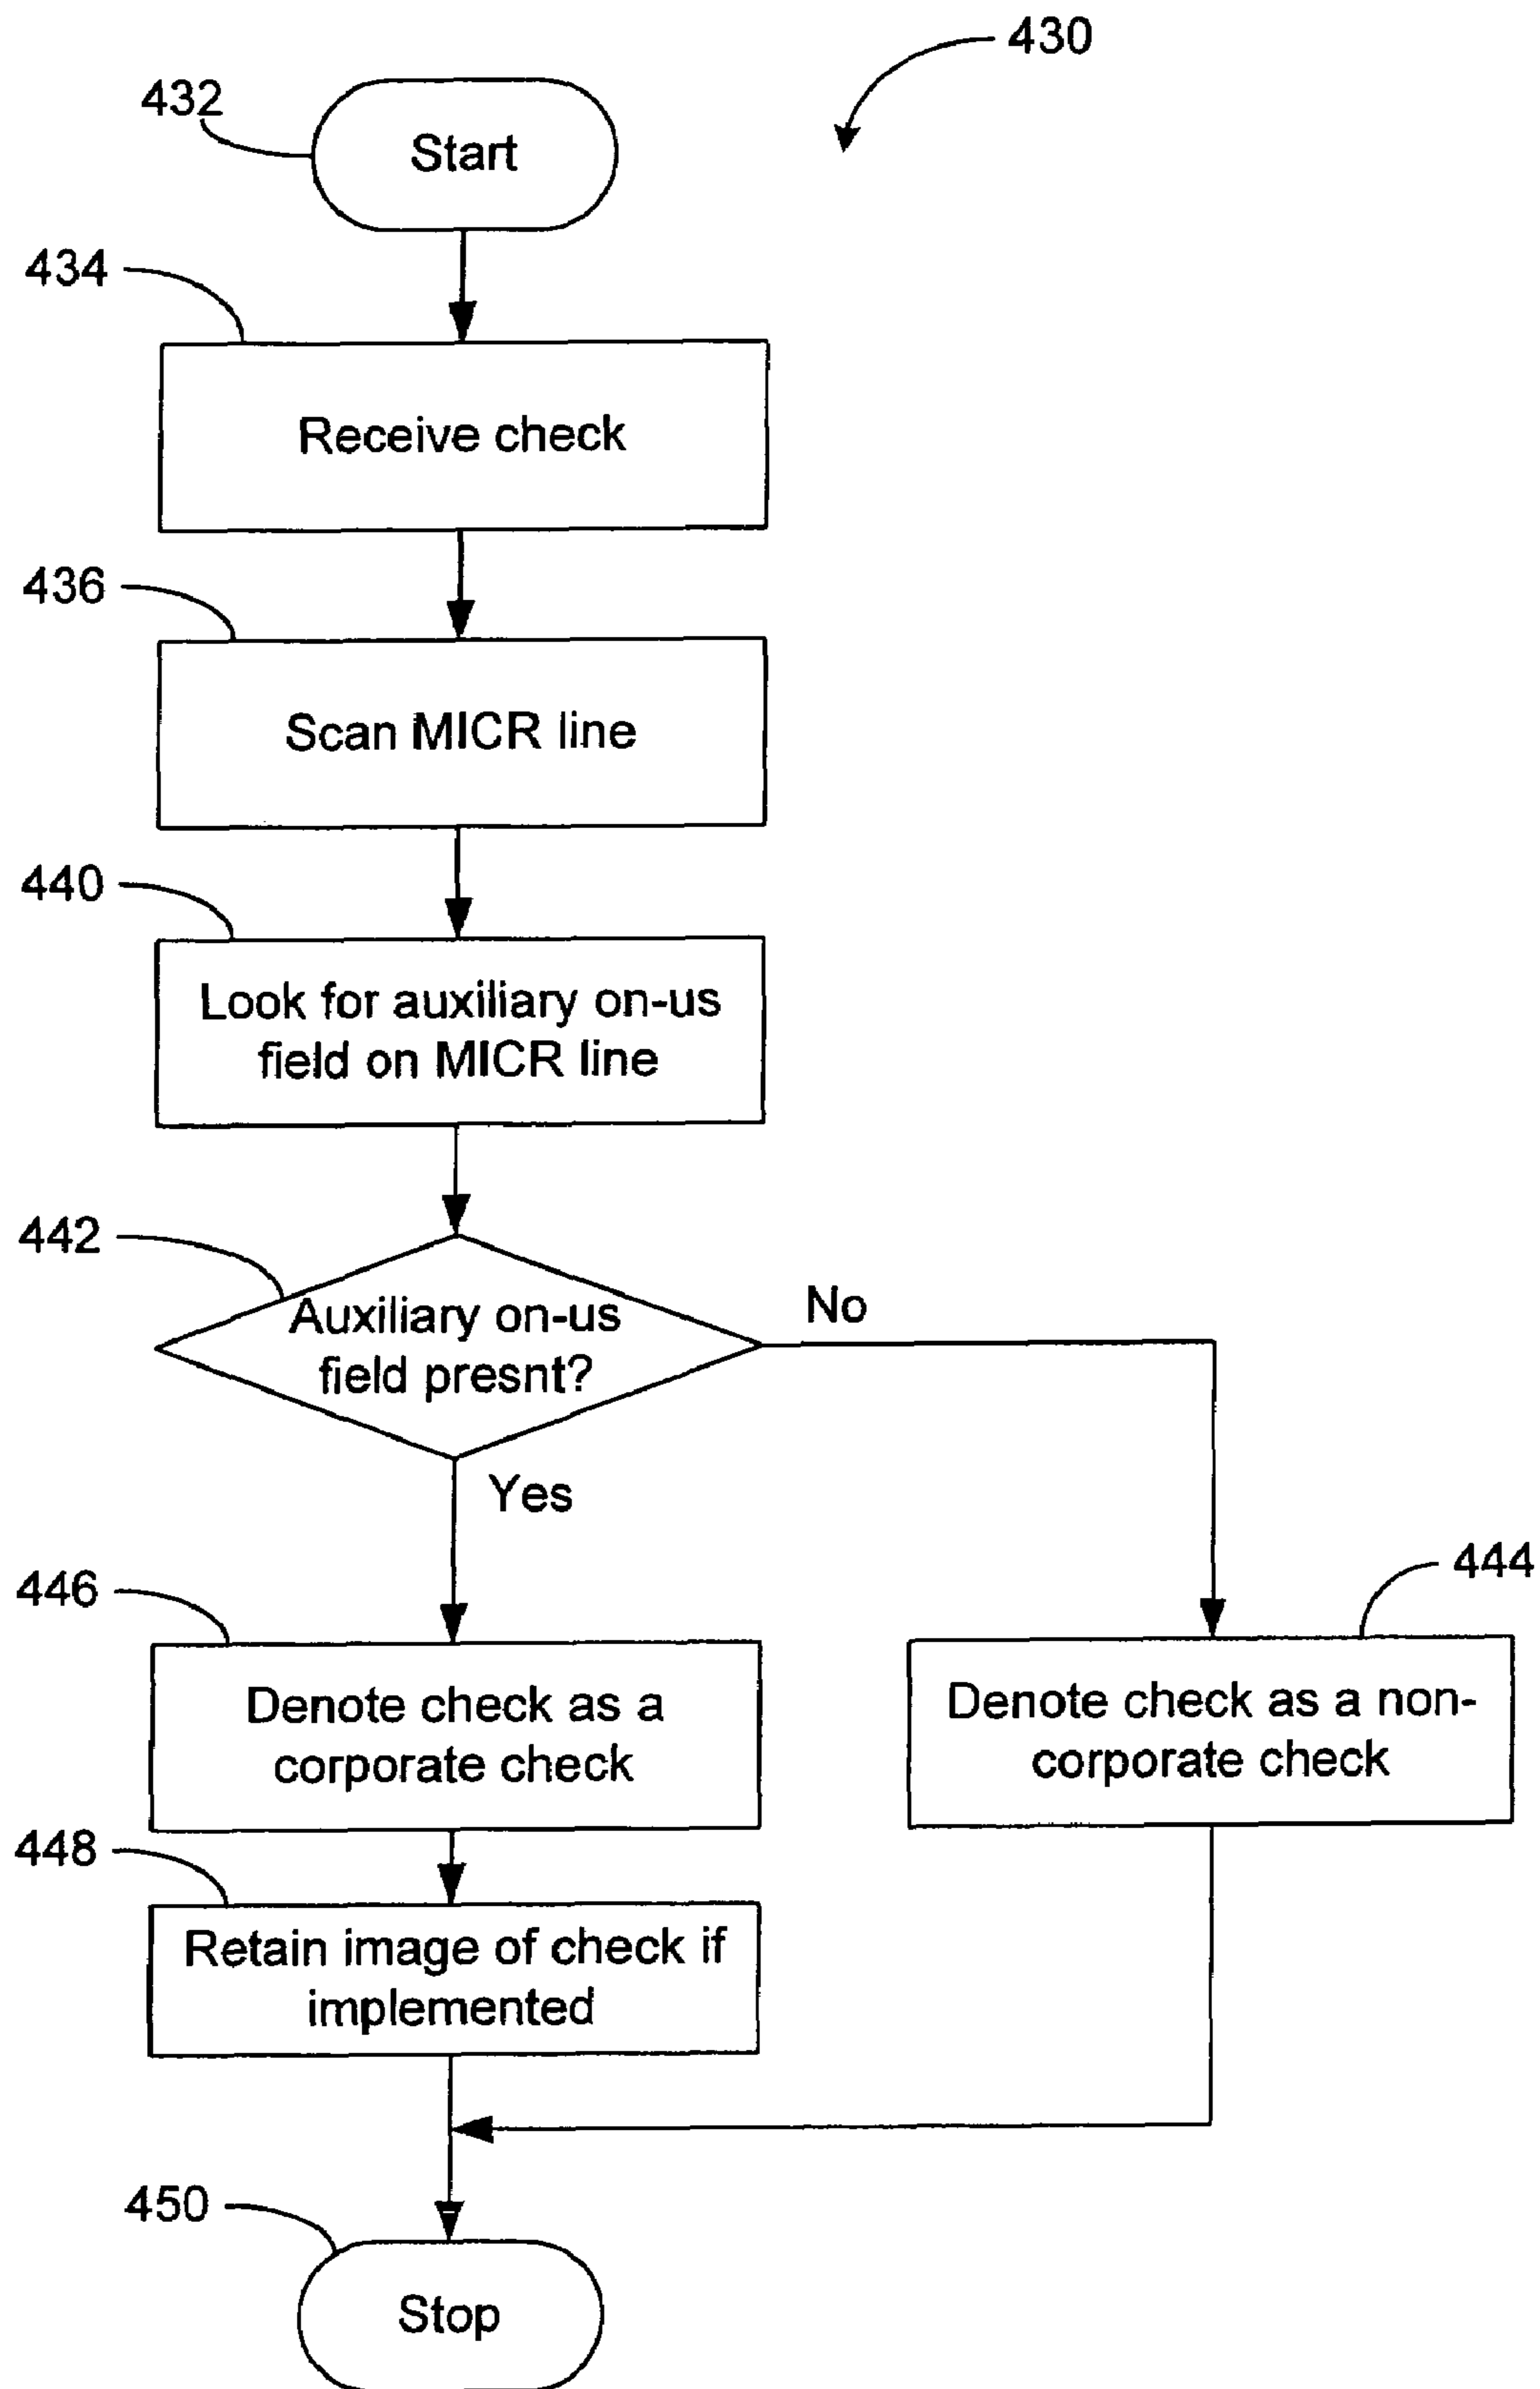 430
432
Start
434
Receive check
436
Scan MICR line
440
Look for auxiliary on-us
field on MICR line
442
Auxiliary on-us
field presnt?
No
Yes
446
Denote check as a
corporate check
444
Denote check as a non-
corporate check
448
Retain image of check if
implemented
450
Stop